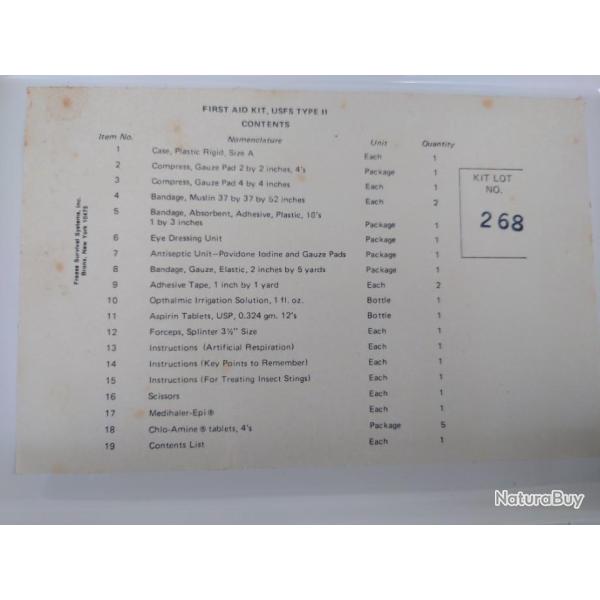 FIRST AID KIT, USFS TYPE II
CONTENTS
Item No. Nomenclature Unit Quantity
1 Case, Plastic Rigid, Size A Each 1
2 Compress, Gauze Pad 2 by 2 inches, 4's Package 1
3 Compress, Gauze Pad 4 by 4 inches Each 1
4 Bandage, Muslin 37 by 37 by 52 inches Each 2
5 Bandage, Absorbent, Adhesive, Plastic, 18's
1 by 3 inches Package 1
6 Eye Dressing Unit Package 1
7 Antiseptic Unit—Povidone Iodine and Gauze Pads Package 1
8 Bandage, Gauze, Elastic, 2 inches by 5 yards Package 1
9 Adhesive Tape, 1 inch by 1 yard Each 2
10 Opthalmic Irrigation Solution, 1 fl. oz. Bottle 1
11 Aspirin Tablets, USP, 0.324 gm. 12's Bottle 1
12 Forceps, Splinter 3½" Size Each 1
13 Instructions (Artificial Respiration) Each 1
14 Instructions (Key Points to Remember) Each 1
15 Instructions (For Treating Insect Stings) Each 1
16 Scissors Each 1
17 Medihaler-Epi® Each 1
18 Chlo-Amine® tablets, 4's Package 5
19 Contents List Each 1
KIT LOT
NO.
268
Survival Systems, Inc.
Bronx, New York 10475
NaturaBuy